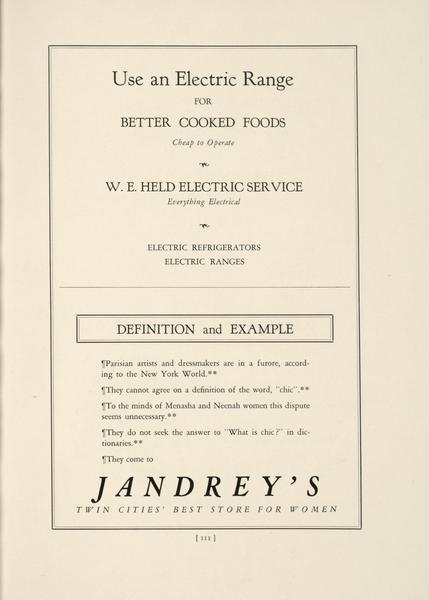 Use an Electric Range
FOR
BETTER COOKED FOODS
Cheap to Operate
W. E. HELD ELECTRIC SERVICE
Everything Electrical
ELECTRIC REFRIGERATORS
ELECTRIC RANGES
DEFINITION and EXAMPLE
¶Parisian artists and dressmakers are in a furore, accord-
ing to the New York World.**
¶They cannot agree on a definition of the word, "chic".**
¶To the minds of Menasha and Neenah women this dispute
seems unnecessary.**
¶They do not seek the answer to "What is chic?" in dic-
tionaries.**
¶They come to
JANDREY'S
TWIN CITIES' BEST STORE FOR WOMEN
[ 111 ]